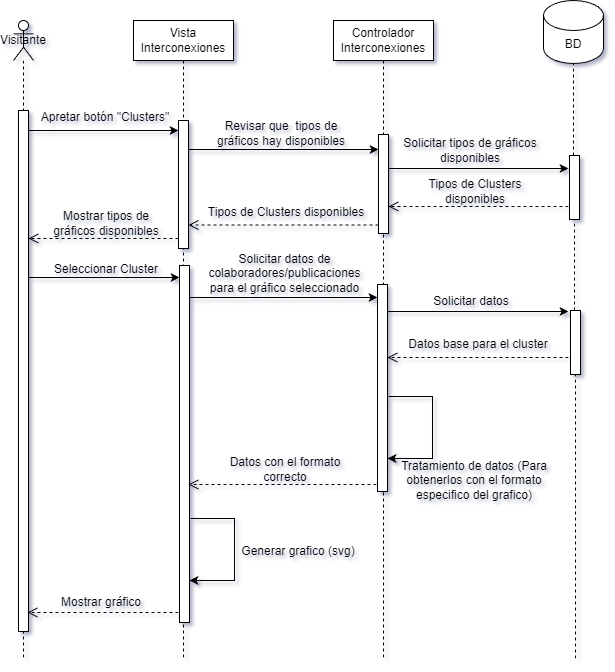 Visitante
Vista
Interconexiones
Controlador
Interconexiones
BD
Apretar botón "Clusters"
Revisar que tipos de
gráficos hay disponibles
Solicitar tipos de gráficos
disponibles
Tipos de Clusters
disponibles
Tipos de Clusters disponibles
Mostrar tipos de
gráficos disponibles
Seleccionar Cluster
Solicitar datos de
colaboradores/publicaciones
para el gráfico seleccionado
Solicitar datos
Datos base para el cluster
Tratamiento de datos (Para
obtenerlos con el formato
especifico del grafico)
Datos con el formato
correcto
Generar grafico (svg)
Mostrar gráfico